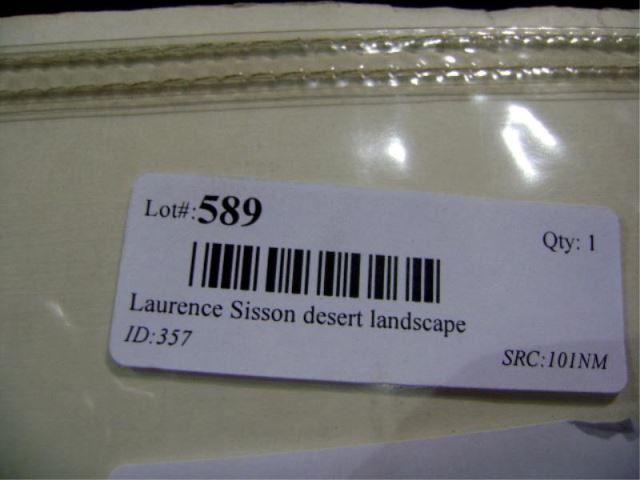 Lot#:589
Qty: 1
Laurence Sisson desert landscape
ID:357
SRC:101NM